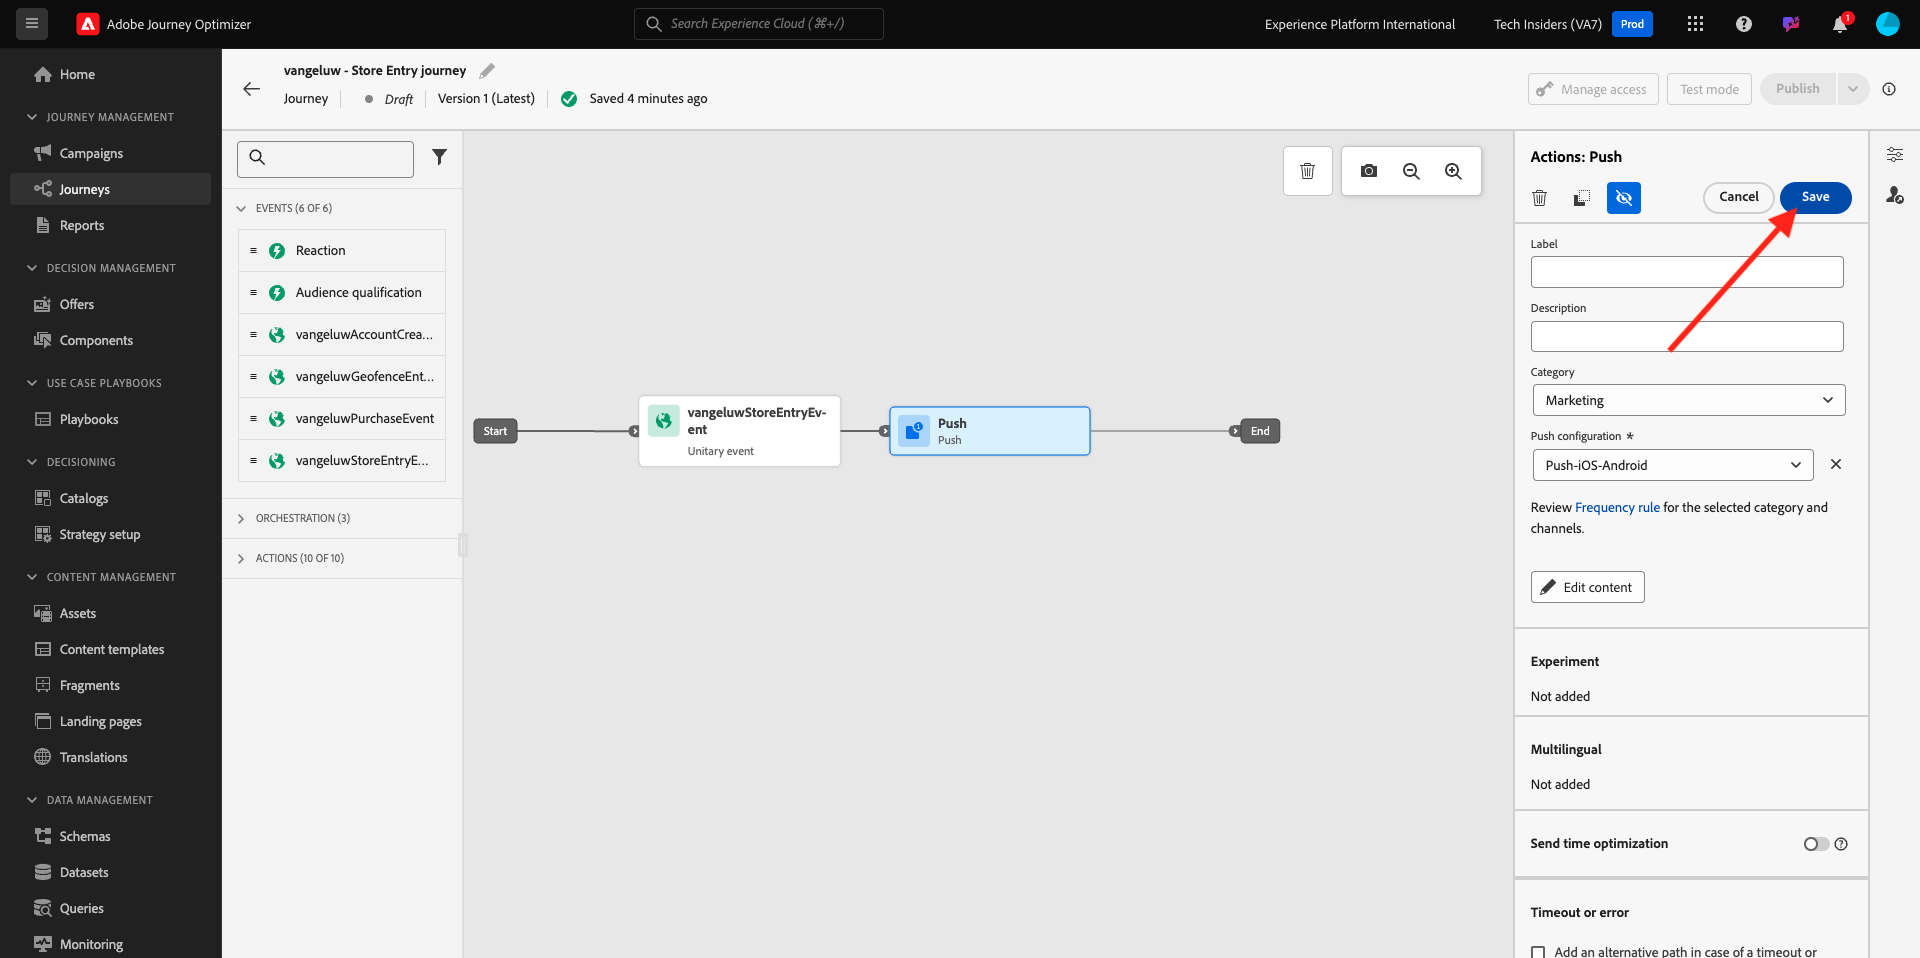 Adobe Journey Optimizer
Search Experience Cloud (⌘+/)
Experience Platform International
Tech Insiders (VA7)
Prod
1
Home
JOURNEY MANAGEMENT
Campaigns
Journeys
Reports
DECISION MANAGEMENT
Offers
Components
USE CASE PLAYBOOKS
Playbooks
DECISIONING
Catalogs
Strategy setup
CONTENT MANAGEMENT
Assets
Content templates
Fragments
Landing pages
Translations
DATA MANAGEMENT
Schemas
Datasets
Queries
Monitoring
vangeluw - Store Entry journey
Journey
Draft
Version 1 (Latest)
Saved 4 minutes ago
Manage access
Test mode
Publish
EVENTS (6 OF 6)
Reaction
Audience qualification
vangeluwAccountCrea...
vangeluwGeofenceEnt...
vangeluwPurchaseEvent
vangeluwStoreEntryE...
ORCHESTRATION (3)
ACTIONS (10 OF 10)
Start
vangeluwStoreEntryEv-
ent
Unitary event
Push
Push
End
Actions: Push
Cancel
Save
Label
Description
Category
Marketing
Push configuration *
Push-iOS-Android
Review Frequency rule for the selected category and
channels.
Edit content
Experiment
Not added
Multilingual
Not added
Send time optimization
Timeout or error
Add an alternative path in case of a timeout or